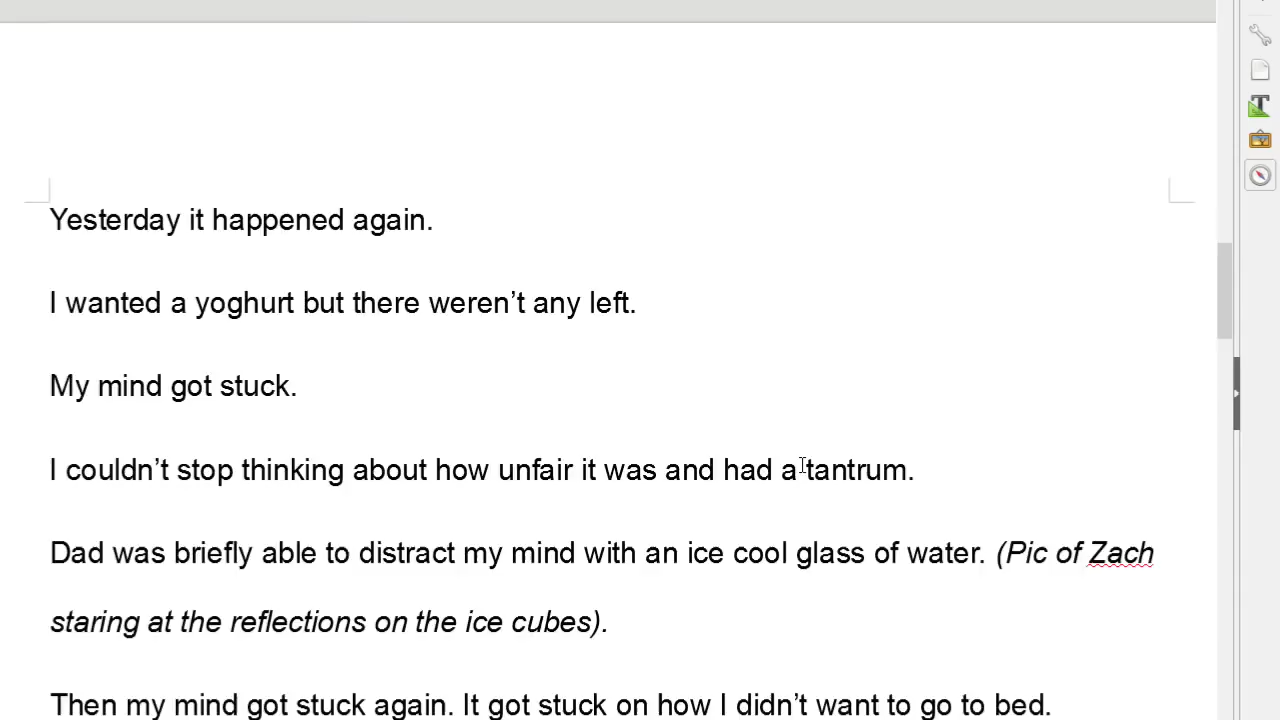 Yesterday it happened again.
I wanted a yoghurt but there weren’t any left.
My mind got stuck.
I couldn’t stop thinking about how unfair it was and had a tantrum.
Dad was briefly able to distract my mind with an ice cool glass of water. (Pic of Zach
staring at the reflections on the ice cubes).
Then my mind got stuck again. It got stuck on how I didn’t want to go to bed.